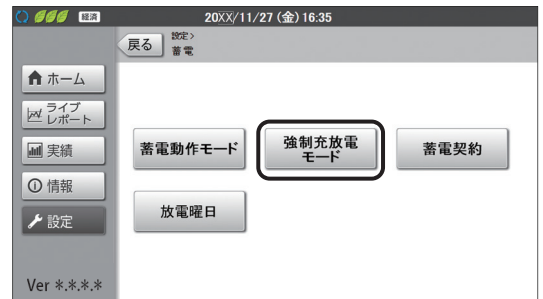 経済
20XX/11/27 (金) 16:35
戻る
設定>
蓄電
ホーム
ライブ
レポート
実績
情報
設定
Ver *.*.*.*
蓄電動作モード
強制充放電
モード
蓄電契約
放電曜日